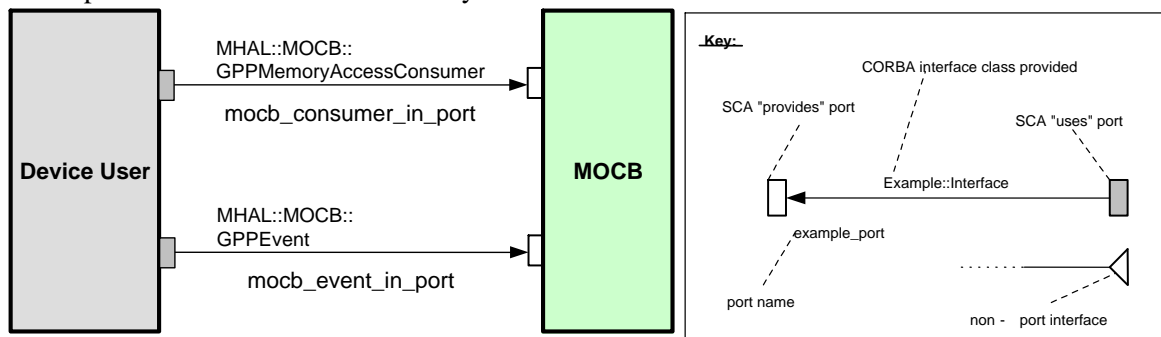 MHAL::MOCB::
GPPMemoryAccessConsumer
mocb_consumer_in_port
Device User
MOCB
MHAL::MOCB::
GPPEvent
mocb_event_in_port
Key:
CORBA interface class provided
SCA "provides" port
SCA "uses" port
Example::Interface
example_port
port name
non - port interface